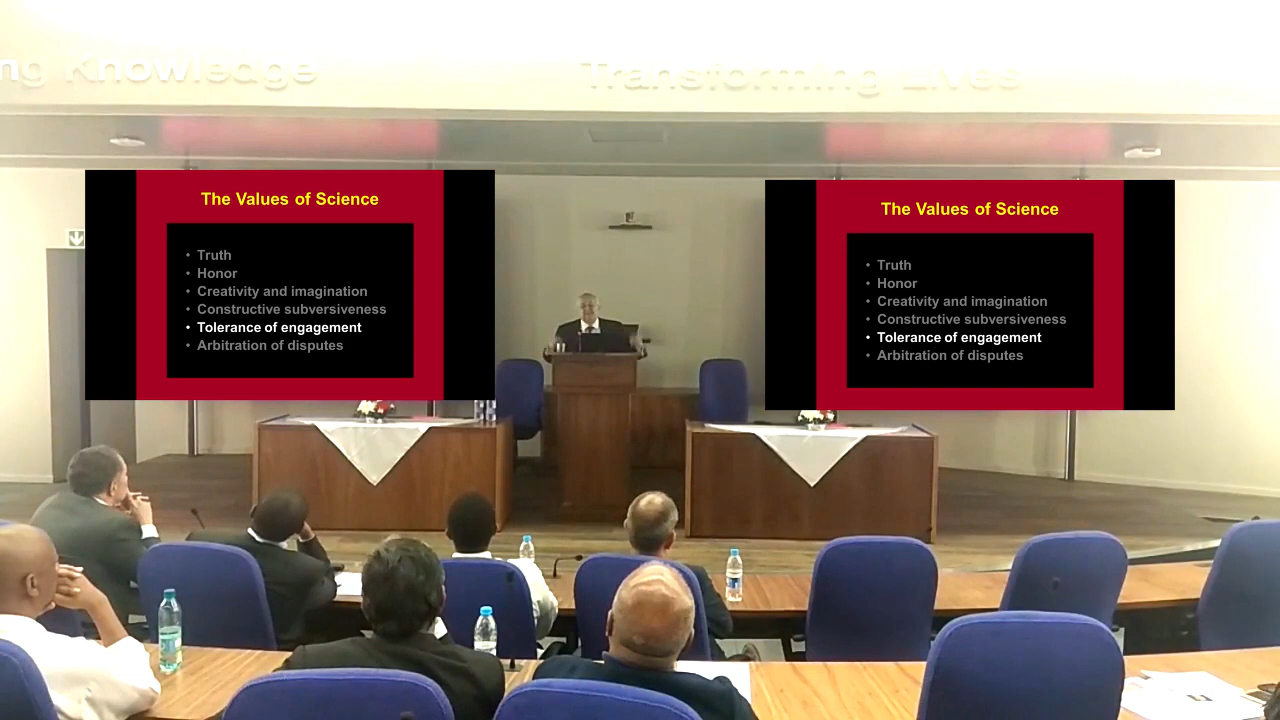 ng Knowledge
Transforming Lives
The Values of Science
• Truth
• Honor
• Creativity and imagination
• Constructive subversiveness
• Tolerance of engagement
• Arbitration of disputes
The Values of Science
• Truth
• Honor
• Creativity and imagination
• Constructive subversiveness
• Tolerance of engagement
• Arbitration of disputes